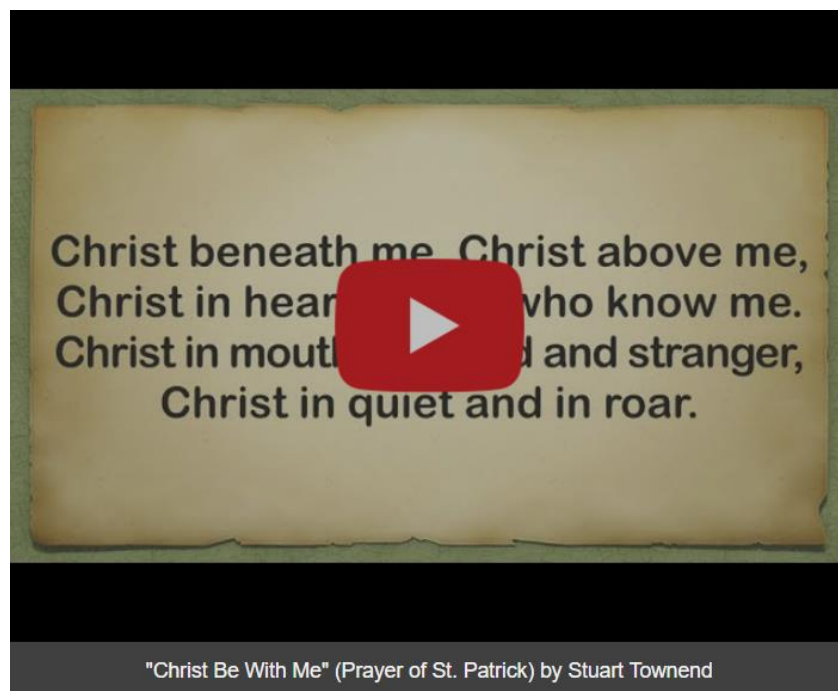 Christ beneath me, Christ above me,
Christ in hear who know me.
Christ in mout and stranger,
Christ in quiet and in roar.
"Christ Be With Me" (Prayer of St. Patrick) by Stuart Townend